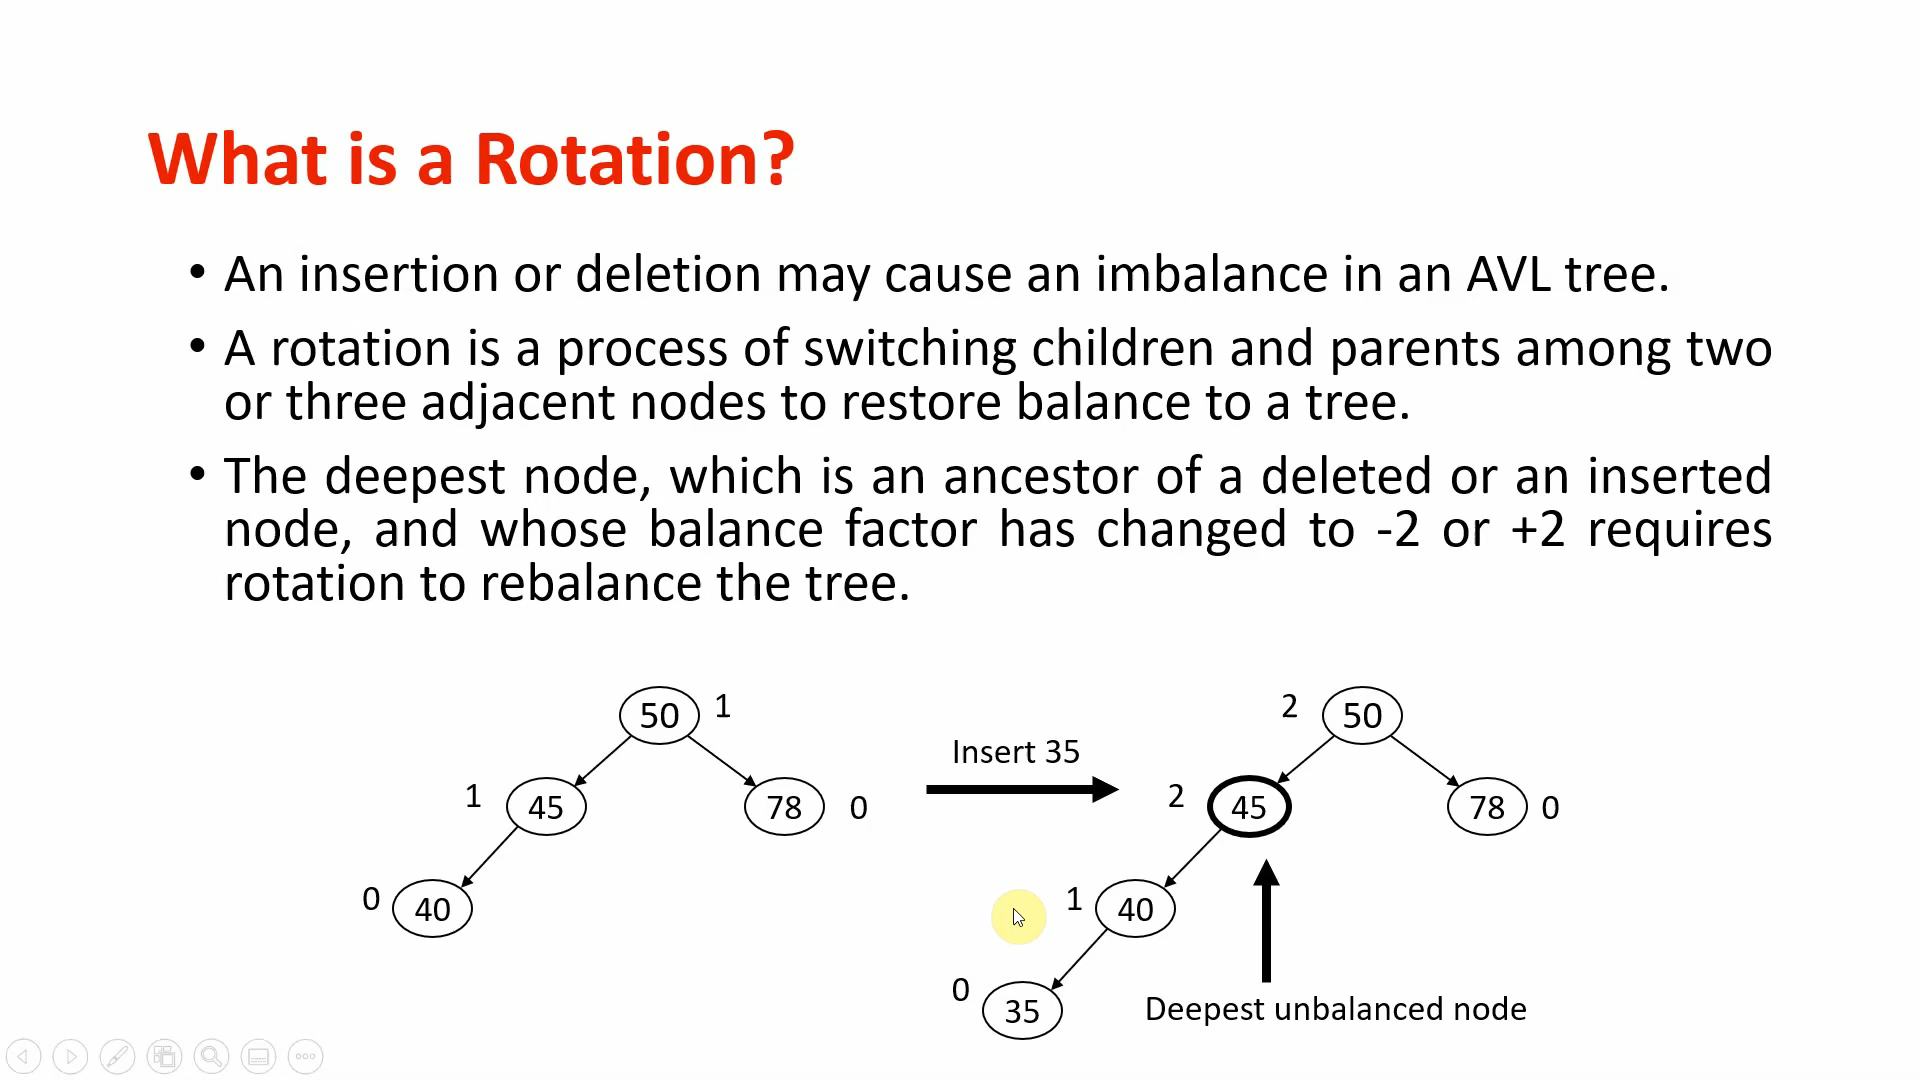 What is a Rotation?
• An insertion or deletion may cause an imbalance in an AVL tree.
• A rotation is a process of switching children and parents among two
or three adjacent nodes to restore balance to a tree.
• The deepest node, which is an ancestor of a deleted or an inserted
node, and whose balance factor has changed to -2 or +2 requires
rotation to rebalance the tree.
50 1
1 45
78 0
0 40
Insert 35
2 50
2 45
78 0
1 40
0 35
Deepest unbalanced node